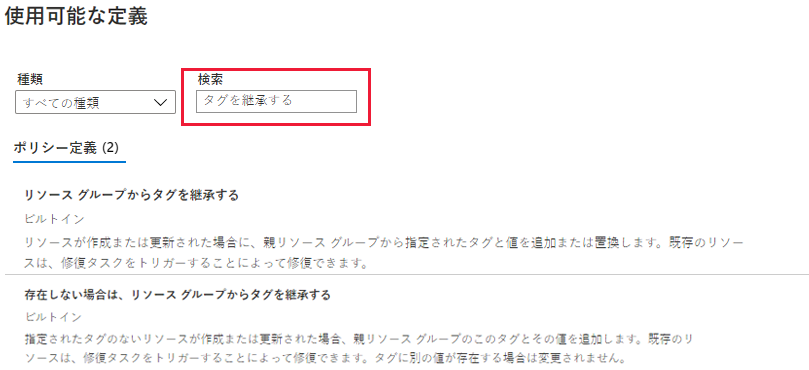 使用可能な定義
種類
検索
すべての種類
タグを継承する
ポリシー定義 (2)
リソース グループからタグを継承する
ビルトイン
リソースが作成または更新された場合に、親リソース グループから指定されたタグと値を追加または置換します。既存のリソー
スは、修復タスクをトリガーすることによって修復できます。
存在しない場合は、リソース グループからタグを継承する
ビルトイン
指定されたタグのないリソースが作成または更新された場合、親リソース グループのこのタグとその値を追加します。既存のリ
ソースは、修復タスクをトリガーすることによって修復できます。タグに別の値が存在する場合は変更されません。